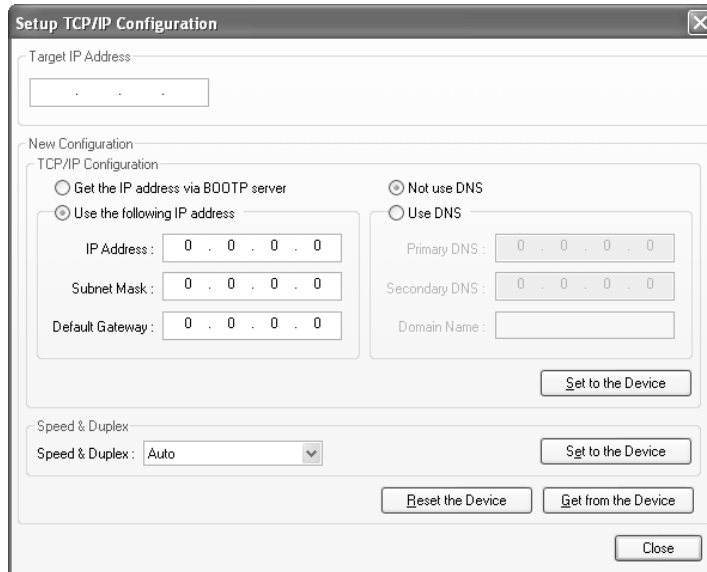 Setup TCP/IP Configuration
Target IP Address
. . .
New Configuration
TCP/IP Configuration
Get the IP address via BOOTP server
Use the following IP address
IP Address : 0 . 0 . 0 . 0
Subnet Mask : 0 . 0 . 0 . 0
Default Gateway : 0 . 0 . 0 . 0
Not use DNS
Use DNS
Primary DNS : 0 . 0 . 0 . 0
Secondary DNS : 0 . 0 . 0 . 0
Domain Name :
Set to the Device
Speed & Duplex
Speed & Duplex : Auto
Set to the Device
Reset the Device
Get from the Device
Close